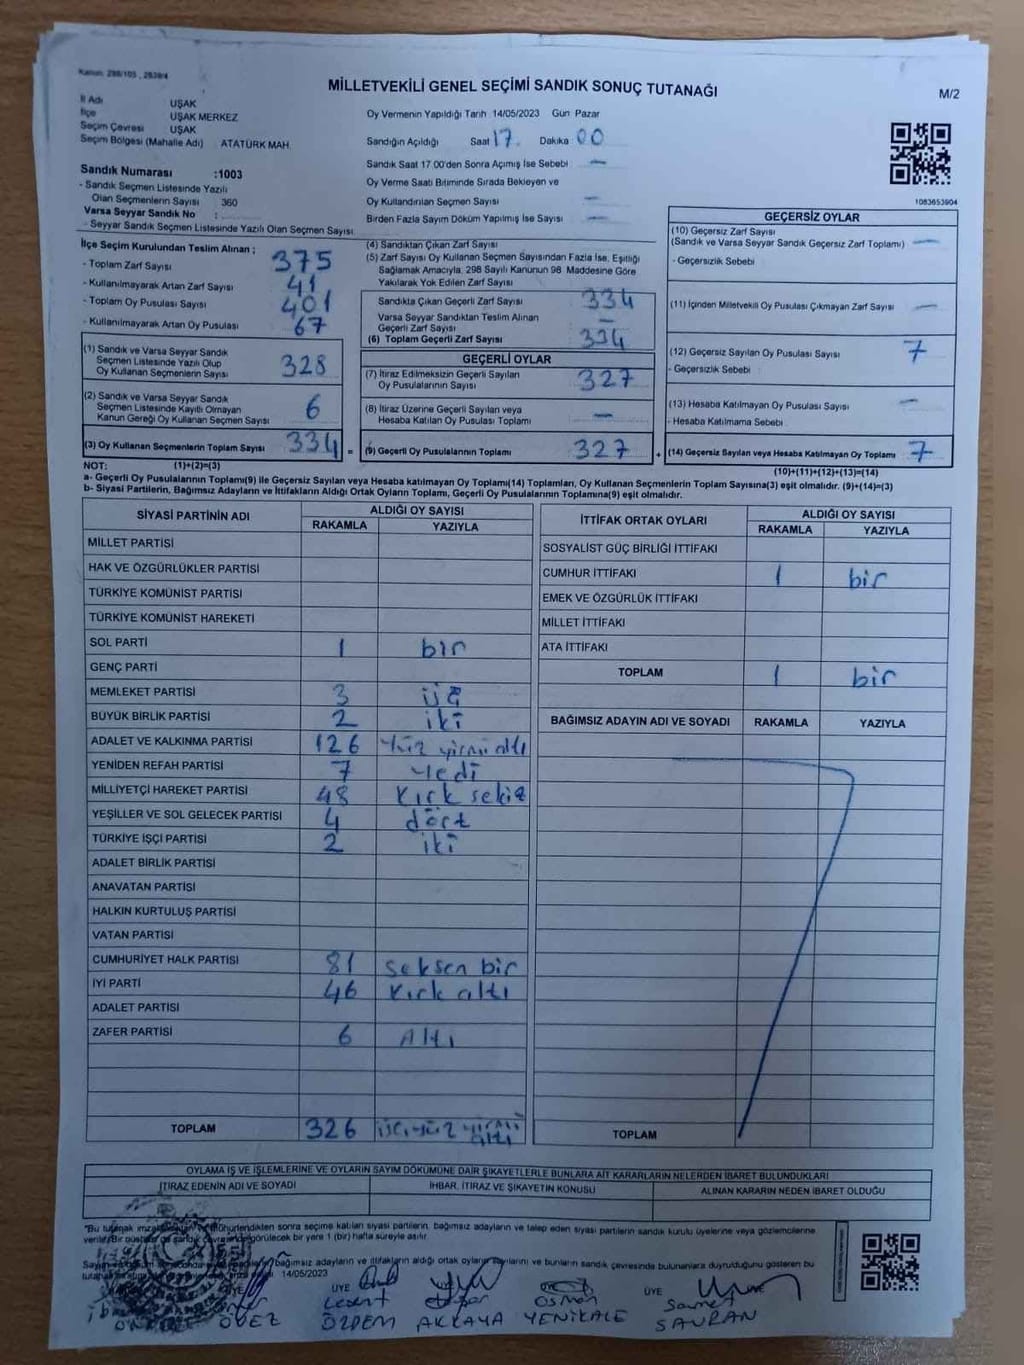 Kanun: 298/105 , 2839/4
MİLLETVEKİLİ GENEL SEÇİMİ SANDIK SONUÇ TUTANAĞI
M/2
İl Adı UŞAK
İlçe UŞAK MERKEZ
Seçim Çevresi UŞAK
Seçim Bölgesi (Mahalle Adı) ATATÜRK MAH.
Sandık Numarası :1003
- Sandık Seçmen Listesinde Yazılı
Olan Seçmenlerin Sayısı 360
Varsa Seyyar Sandık No :
- Seyyar Sandık Seçmen Listesinde Yazılı Olan Seçmen Sayısı
Oy Vermenin Yapıldığı Tarih 14/05/2023 Gün Pazar
Sandığın Açıldığı Saat 17. Dakika 00
Sandık Saat 17.00'den Sonra Açımış İse Sebebi —
Oy Verme Saati Bitiminde Sırada Bekleyen ve
Oy Kullandırılan Seçmen Sayısı —
Birden Fazla Sayım Döküm Yapılmış İse Sayısı —
1083653904
İlçe Seçim Kurulundan Teslim Alınan ;
- Toplam Zarf Sayısı 375
- Kullanılmayarak Artan Zarf Sayısı 41
- Toplam Oy Pusulası Sayısı 401
- Kullanılmayarak Artan Oy Pusulası 67
(1) Sandık ve Varsa Seyyar Sandık
Seçmen Listesinde Yazılı Olup
Oy Kullanan Seçmenlerin Sayısı 328
(2) Sandık ve Varsa Seyyar Sandık
Seçmen Listesinde Kayıtlı Olmayan
Kanun Gereği Oy Kullanan Seçmen Sayısı 6
(3) Oy Kullanan Seçmenlerin Toplam Sayısı 334 =
(4) Sandıktan Çıkan Zarf Sayısı
(5) Zarf Sayısı Oy Kullanan Seçmen Sayısından Fazla İse, Eşitliği
Sağlamak Amacıyla, 298 Sayılı Kanunun 98 Maddesine Göre
Yakılarak Yok Edilen Zarf Sayısı
Sandıkta Çıkan Geçerli Zarf Sayısı 334
Varsa Seyyar Sandıktan Teslim Alınan
Geçerli Zarf Sayısı —
(6) Toplam Geçerli Zarf Sayısı 334
GEÇERLİ OYLAR
(7) İtiraz Edilmeksizin Geçerli Sayılan
Oy Pusulalarının Sayısı 327
(8) İtiraz Üzerine Geçerli Sayılan veya
Hesaba Katılan Oy Pusulaları Toplamı —
(9) Geçerli Oy Pusulalarının Toplamı 327 +
GEÇERSİZ OYLAR
(10) Geçersiz Zarf Sayısı
(Sandık ve Varsa Seyyar Sandık Geçersiz Zarf Toplamı) —
- Geçersizlik Sebebi
(11) İçinden Milletvekili Oy Pusulası Çıkmayan Zarf Sayısı —
(12) Geçersiz Sayılan Oy Pusulası Sayısı 7
- Geçersizlik Sebebi
(13) Hesaba Katılmayan Oy Pusulası Sayısı —
- Hesaba Katılmama Sebebi
(14) Geçersiz Sayılan veya Hesaba Katılmayan Oy Pusulası Toplamı 7
NOT: (1)+(2)=(3)
(10)+(11)+(12)+(13)=(14)
a- Geçerli Oy Pusulalarının Toplamı(9) ile Geçersiz Sayılan veya Hesaba katılmayan Oy Toplamı(14) Toplamları, Oy Kullanan Seçmenlerin Toplam Sayısına(3) eşit olmalıdır. (9)+(14)=(3)
b- Siyasi Partilerin, Bağımsız Adayların ve İttifakların Aldığı Ortak Oyların Toplamı, Geçerli Oy Pusulalarının Toplamına(9) eşit olmalıdır.
SİYASİ PARTİNİN ADI ALDIĞI OY SAYISI
RAKAMLA YAZIYLA
MİLLET PARTİSİ
HAK VE ÖZGÜRLÜKLER PARTİSİ
TÜRKİYE KOMÜNİST PARTİSİ
TÜRKİYE KOMÜNİST HAREKETİ
SOL PARTİ 1 bir
GENÇ PARTİ
MEMLEKET PARTİSİ 3 üç
BÜYÜK BİRLİK PARTİSİ 2 iki
ADALET VE KALKINMA PARTİSİ 126 yüz yirmi altı
YENİDEN REFAH PARTİSİ 7 yedi
MİLLİYETÇİ HAREKET PARTİSİ 48 kırk sekiz
YEŞİLLER VE SOL GELECEK PARTİSİ 4 dört
TÜRKİYE İŞÇİ PARTİSİ 2 iki
ADALET BİRLİK PARTİSİ
ANAVATAN PARTİSİ
HALKIN KURTULUŞ PARTİSİ
VATAN PARTİSİ
CUMHURİYET HALK PARTİSİ 81 seksen bir
İYİ PARTİ 46 kırk altı
ADALET PARTİSİ
ZAFER PARTİSİ 6 Altı
TOPLAM 326 üçyüz yirmi altı
İTTİFAK ORTAK OYLARI ALDIĞI OY SAYISI
RAKAMLA YAZIYLA
SOSYALİST GÜÇ BİRLİĞİ İTTİFAKI
CUMHUR İTTİFAKI 1 bir
EMEK VE ÖZGÜRLÜK İTTİFAKI
MİLLET İTTİFAKI
ATA İTTİFAKI
TOPLAM 1 bir
BAĞIMSIZ ADAYIN ADI VE SOYADI RAKAMLA YAZIYLA
TOPLAM
OYLAMA İŞ VE İŞLEMLERİNE VE OYLARIN SAYIM DÖKÜMÜNE DAİR ŞİKAYETLERLE BUNLARA AİT KARARLARIN NELERDEN İBARET BULUNDUKLARI
İTİRAZ EDENİN ADI VE SOYADI İHBAR, İTİRAZ VE ŞİKAYETİN KONUSU ALINAN KARARIN NEDEN İBARET OLDUĞU
"Bu tutanak sonra seçime katılan siyasi partilerin, bağımsız adayların ve talep eden siyasi partilerin sandık kurulu üyelerine veya gözlemcilerine
görülecek bir yere 1 (bir) hafta süreyle asılır.
bağımsız adayların ve ittifakların aldığı ortak oyların sayılarını ve bunların sandık çevresinde bulunanlara duyrulduğunu gösteren bu
14/05/2023
ÜYE ÜYE
Levent Osman Samet
ÖZDEM AKKAYA YENİKALE SAVRAN